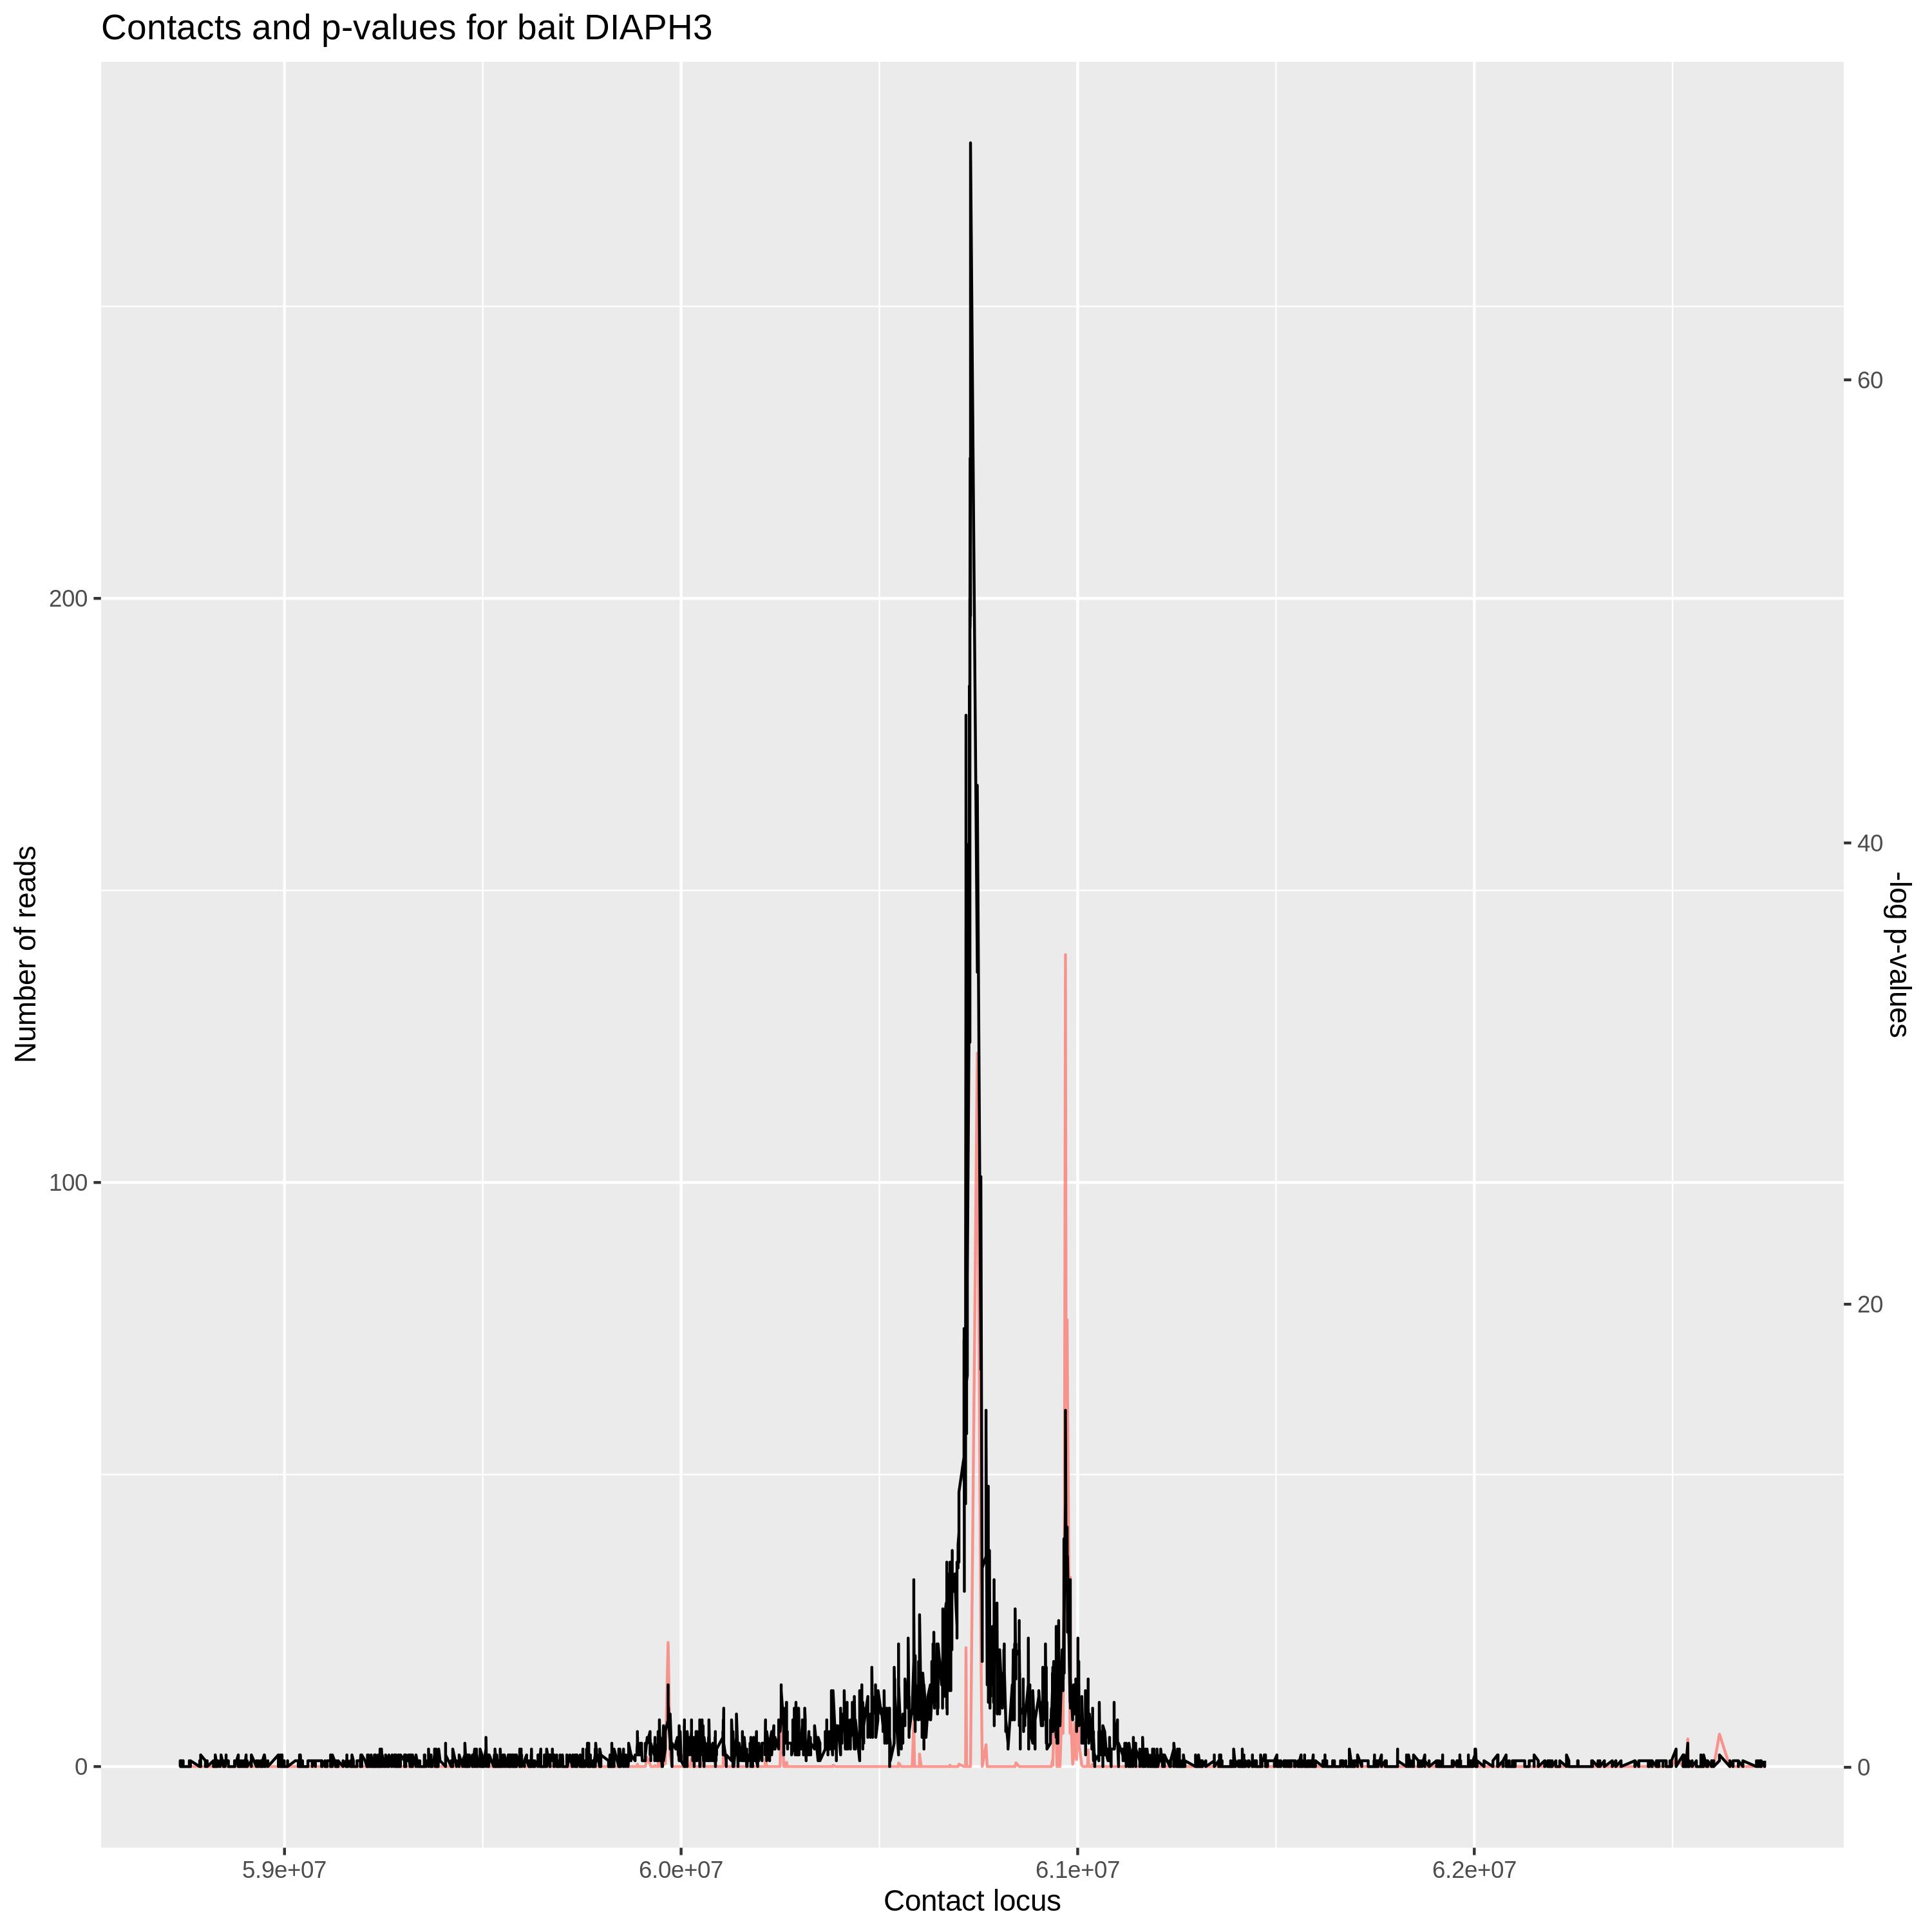 Contacts and p-values for bait DIAPH3
Number of reads
200
100
0
60
40
20
0
-log p-values
5.9e+07
6.0e+07
6.1e+07
6.2e+07
Contact locus